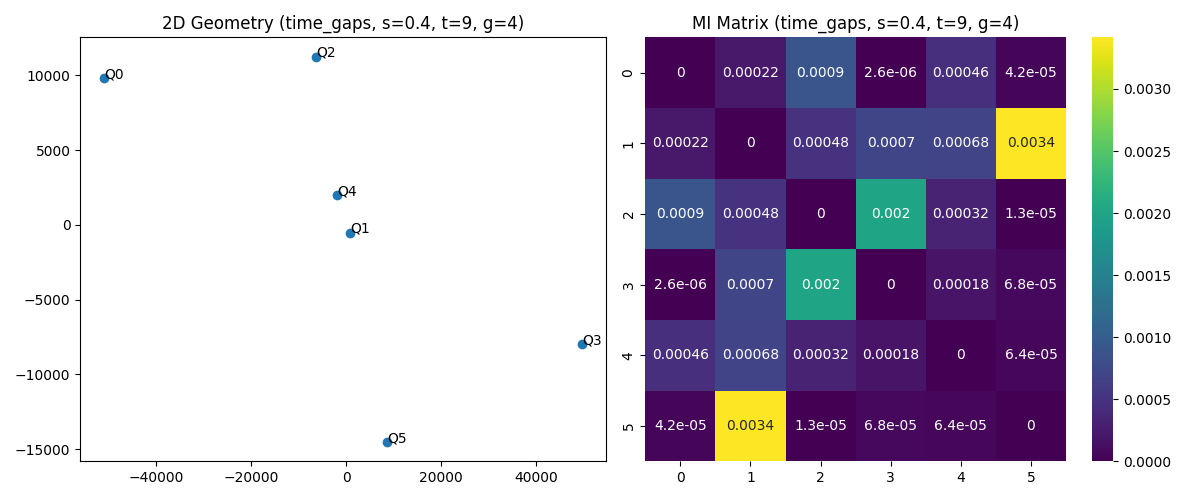 2D Geometry (time_gaps, s=0.4, t=9, g=4)
10000
5000
0
−5000
−10000
−15000
−40000 −20000 0 20000 40000
Q0
Q2
Q4
Q1
Q3
Q5
MI Matrix (time_gaps, s=0.4, t=9, g=4)
0 0 0.00022 0.0009 2.6e-06 0.00046 4.2e-05
1 0.00022 0 0.00048 0.0007 0.00068 0.0034
2 0.0009 0.00048 0 0.002 0.00032 1.3e-05
3 2.6e-06 0.0007 0.002 0 0.00018 6.8e-05
4 0.00046 0.00068 0.00032 0.00018 0 6.4e-05
5 4.2e-05 0.0034 1.3e-05 6.8e-05 6.4e-05 0
0 1 2 3 4 5
0.0030
0.0025
0.0020
0.0015
0.0010
0.0005
0.0000